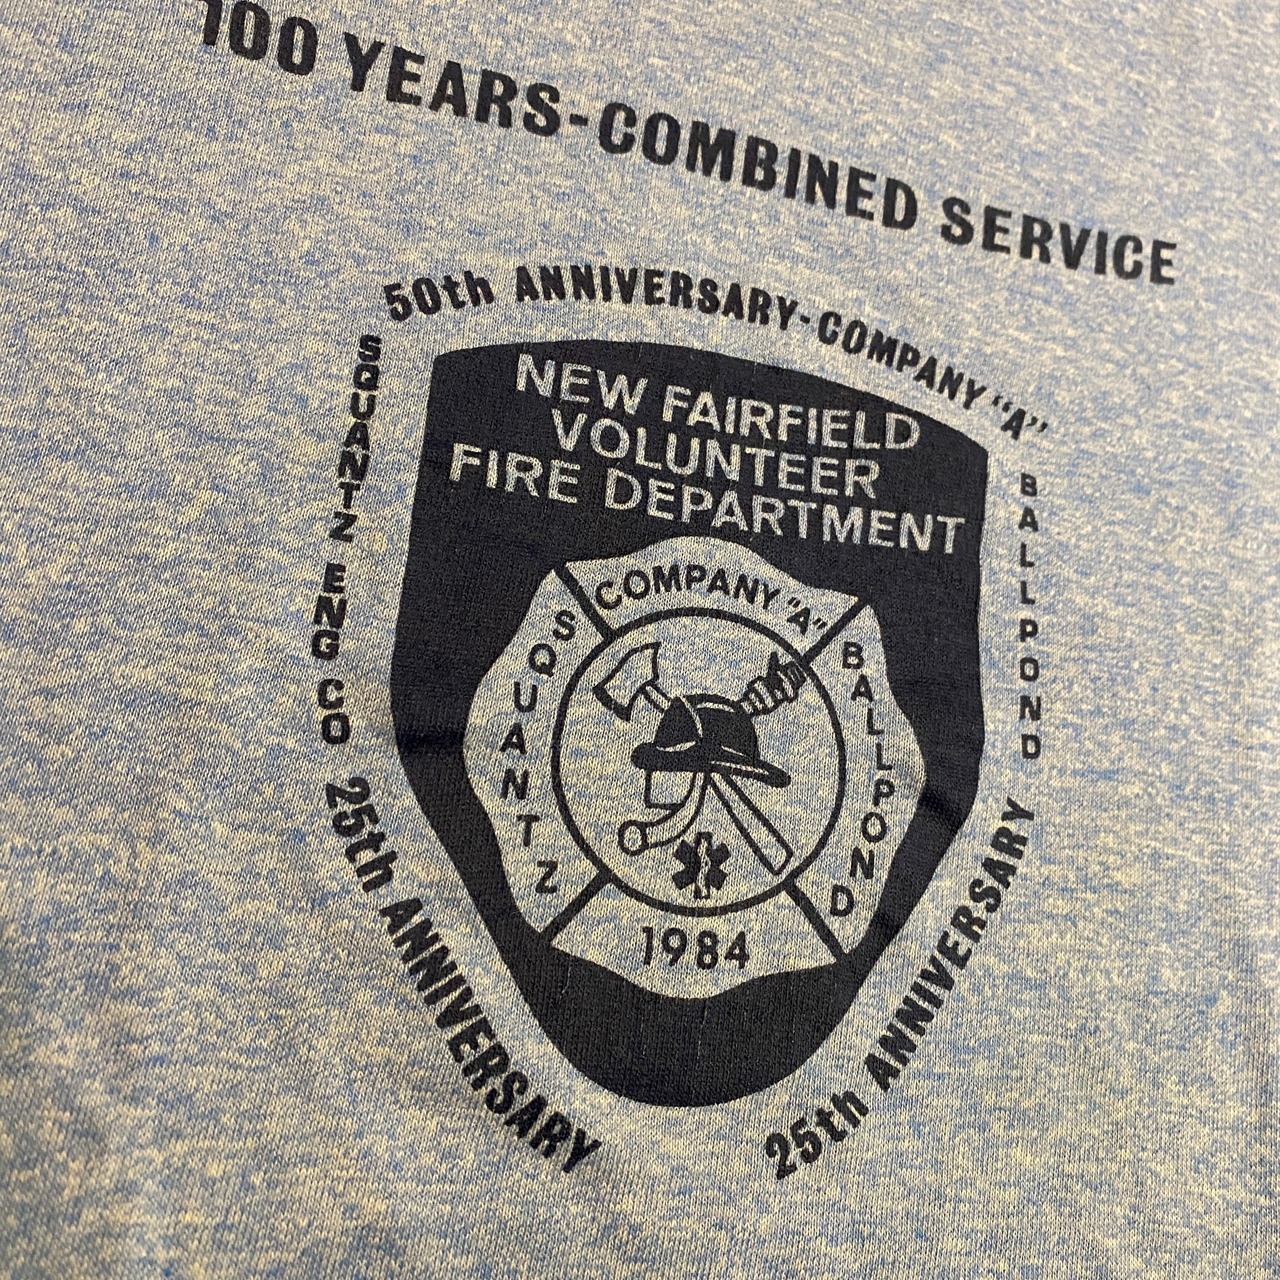 100 YEARS-COMBINED SERVICE
50th ANNIVERSARY-COMPANY "A"
SQUANTZ ENG CO
25th ANNIVERSARY
BALLPOND
25th ANNIVERSARY
NEW FAIRFIELD
VOLUNTEER
FIRE DEPARTMENT
COMPANY "A"
SQUANTZ
BALLPOND
1984